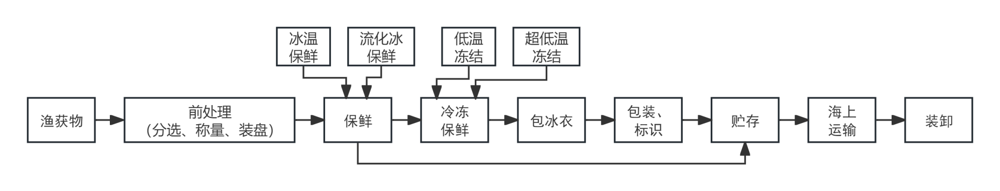 冰温
保鲜
流化冰
保鲜
低温
冻结
超低温
冻结
渔获物
前处理
（分选、称量、装盘）
保鲜
冷冻
保鲜
包冰衣
包装、
标识
贮存
海上
运输
装卸